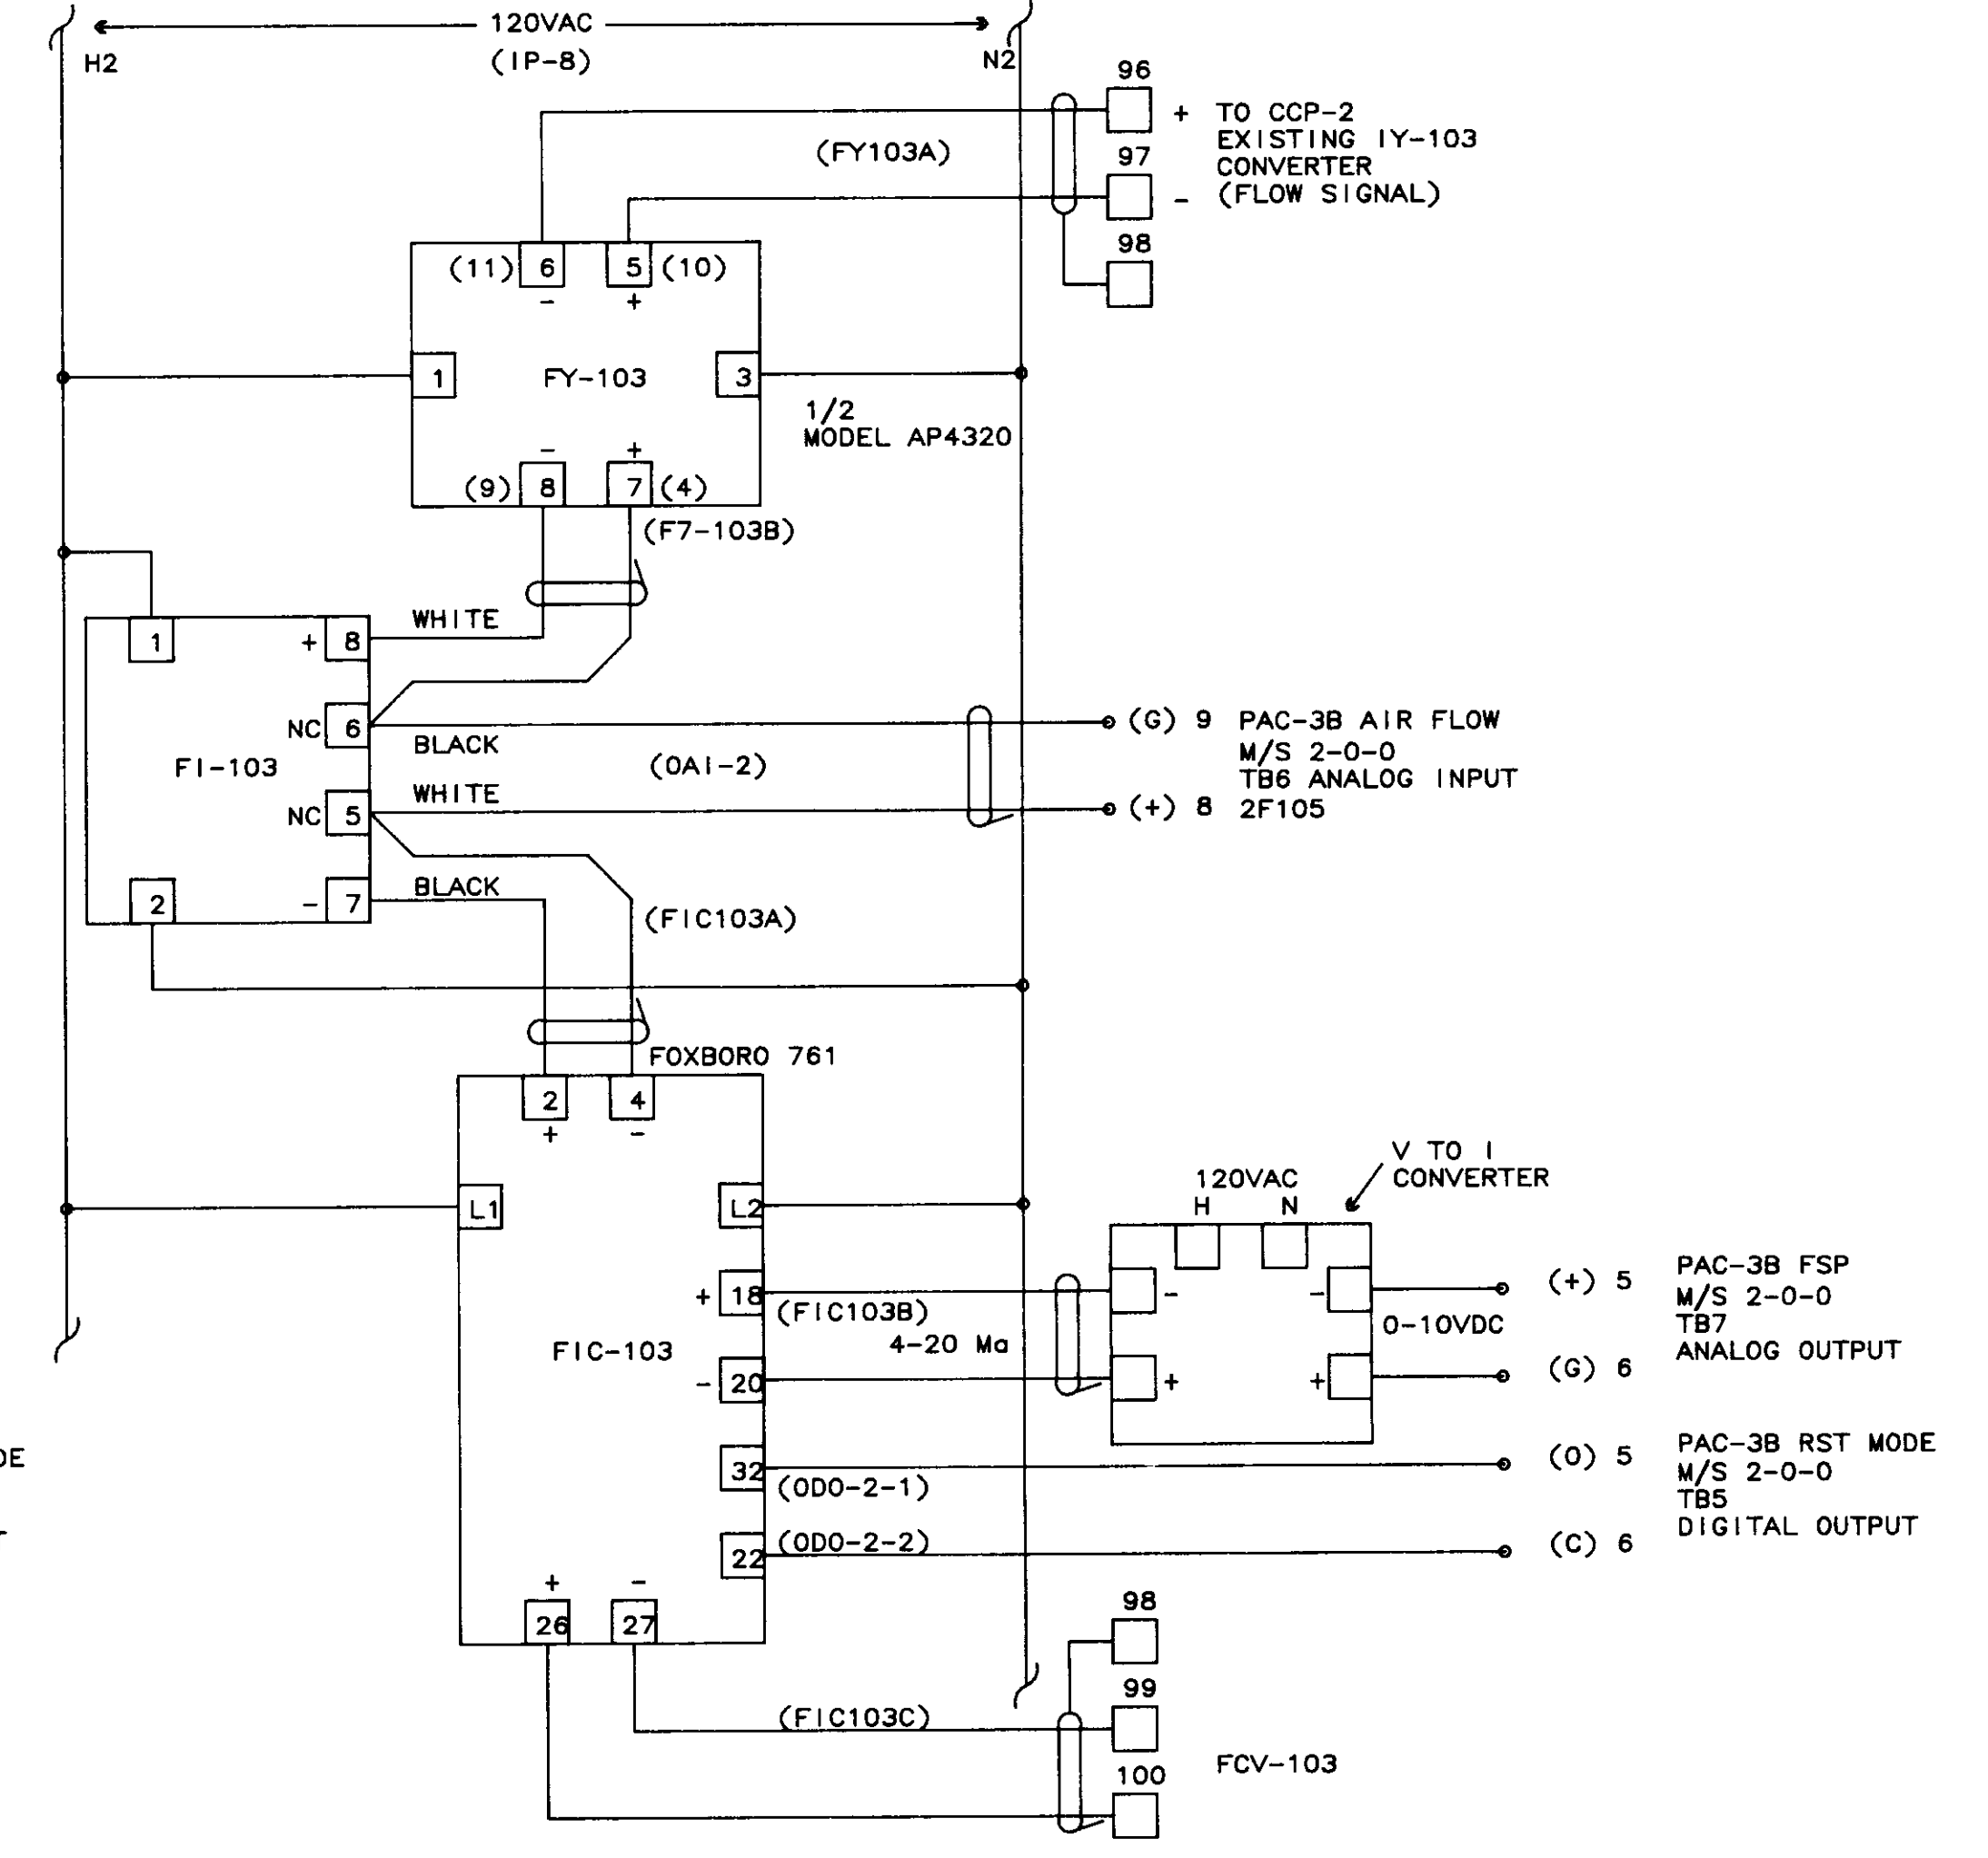 120VAC
(IP-8)
H2
N2
96
+ TO CCP-2
EXISTING IY-103
CONVERTER
(FLOW SIGNAL)
(FY103A)
97
-
98
(11) 6 5 (10)
- +
1 FY-103 3
1/2
MODEL AP4320
- +
(9) 8 7 (4)
(F7-103B)
WHITE
1 + 8
NC 6
BLACK
(G) 9 PAC-3B AIR FLOW
M/S 2-0-0
TB6 ANALOG INPUT
(+) 8 2F105
FI-103
(OAI-2)
WHITE
NC 5
BLACK
2 - 7
(FIC103A)
FOXBORO 761
2 4
+ -
L1 L2
V TO I
CONVERTER
120VAC
H N
+ 18
(FIC103B)
4-20 Ma
FIC-103
- 20
- -
0-10VDC
+ +
(+) 5 PAC-3B FSP
M/S 2-0-0
TB7
ANALOG OUTPUT
(G) 6
DE
T
32
(ODO-2-1)
(O) 5 PAC-3B RST MODE
M/S 2-0-0
TB5
DIGITAL OUTPUT
22
(ODO-2-2)
(C) 6
+ -
26 27
98
99
(FIC103C)
FCV-103
100